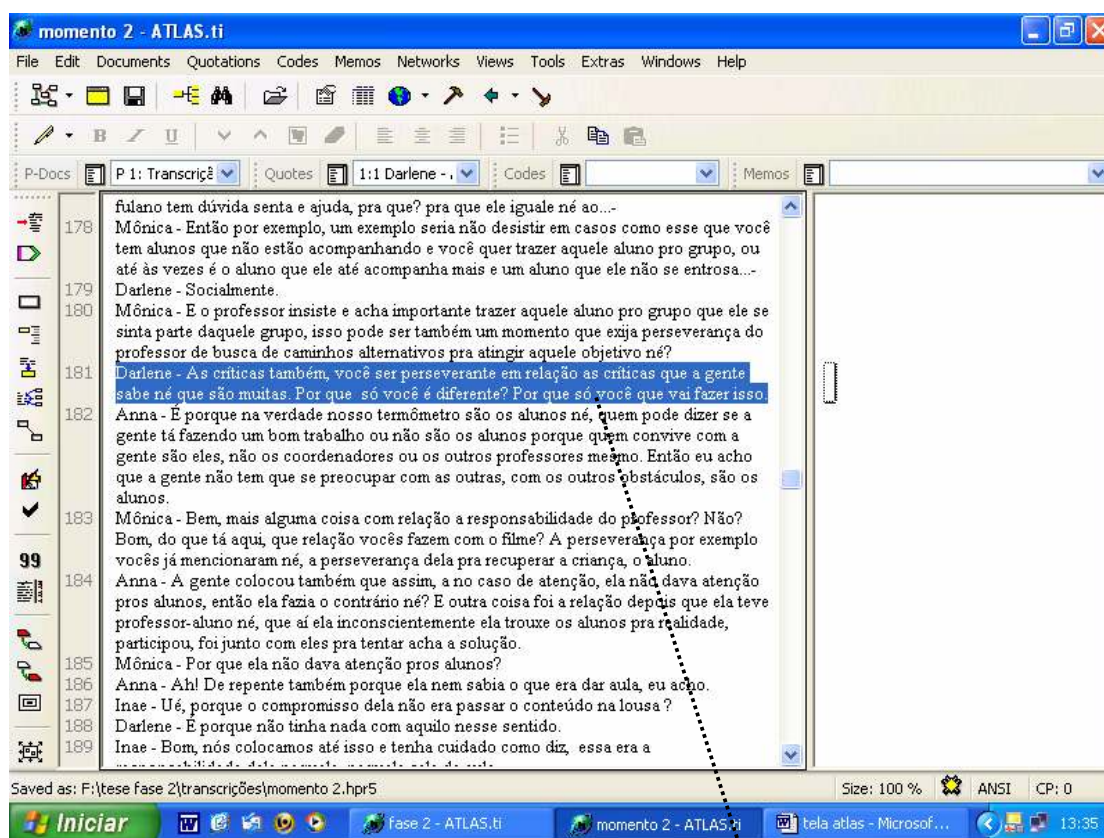 momento 2 - ATLAS.ti
File Edit Documents Quotations Codes Memos Networks Views Tools Extras Windows Help
B I U
P-Docs P 1: Transcriçã Quotes 1:1 Darlene - . Codes Memos
fulano tem dúvida senta e ajuda, pra que? pra que ele iguale né ao...-
178 Mônica - Então por exemplo, um exemplo seria não desistir em casos como esse que você
tem alunos que não estão acompanhando e você quer trazer aquele aluno pro grupo, ou
até às vezes é o aluno que ele até acompanha mais e um aluno que ele não se entrosa...-
179 Darlene - Socialmente.
180 Mônica - E o professor insiste e acha importante trazer aquele aluno pro grupo que ele se
sinta parte daquele grupo, isso pode ser também um momento que exija perseverança do
professor de busca de caminhos alternativos pra atingir aquele objetivo né?
181 Darlene - As críticas também, você ser perseverante em relação as críticas que a gente
sabe né que são muitas. Por que só você é diferente? Por que só você que vai fazer isso.
182 Anna - É porque na verdade nosso termômetro são os alunos né, quem pode dizer se a
gente tá fazendo um bom trabalho ou não são os alunos porque quem convive com a
gente são eles, não os coordenadores ou os outros professores mesmo. Então eu acho
que a gente não tem que se preocupar com as outras, com os outros obstáculos, são os
alunos.
183 Mônica - Bem, mais alguma coisa com relação a responsabilidade do professor? Não?
Bom, do que tá aqui, que relação vocês fazem com o filme? A perseverança por exemplo
vocês já mencionaram né, a perseverança dela pra recuperar a criança, o aluno.
184 Anna - A gente colocou também que assim, a no caso de atenção, ela não dava atenção
pros alunos, então ela fazia o contrário né? E outra coisa foi a relação depois que ela teve
professor-aluno né, que aí ela inconscientemente ela trouxe os alunos pra realidade,
participou, foi junto com eles pra tentar acha a solução.
185 Mônica - Por que ela não dava atenção pros alunos?
186 Anna - Ah! De repente também porque ela nem sabia o que era dar aula, eu acho.
187 Inae - Ué, porque o compromisso dela não era passar o conteúdo na lousa ?
188 Darlene - É porque não tinha nada com aquilo nesse sentido.
189 Inae - Bom, nós colocamos até isso e tenha cuidado como diz, essa era a
99
Saved as: F:\tese fase 2\transcrições\momento 2.hpr5 Size: 100 % ANSI CP: 0
Iniciar fase 2 - ATLAS.ti momento 2 - ATLAS.ti tela atlas - Microsof... 13:35